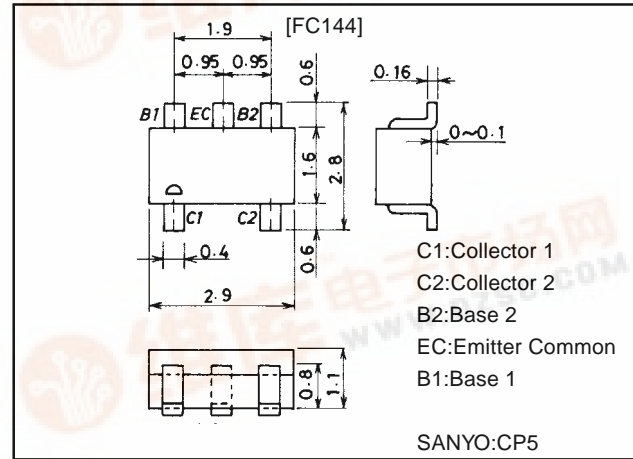 1.9
[FC144]
0.95 0.95
0.6
0.16
B1 EC B2
0~0.1
1.6
2.8
C1 C2
0.4
0.6
2.9
C1:Collector 1
C2:Collector 2
B2:Base 2
EC:Emitter Common
B1:Base 1
0.8
1.1
SANYO:CP5